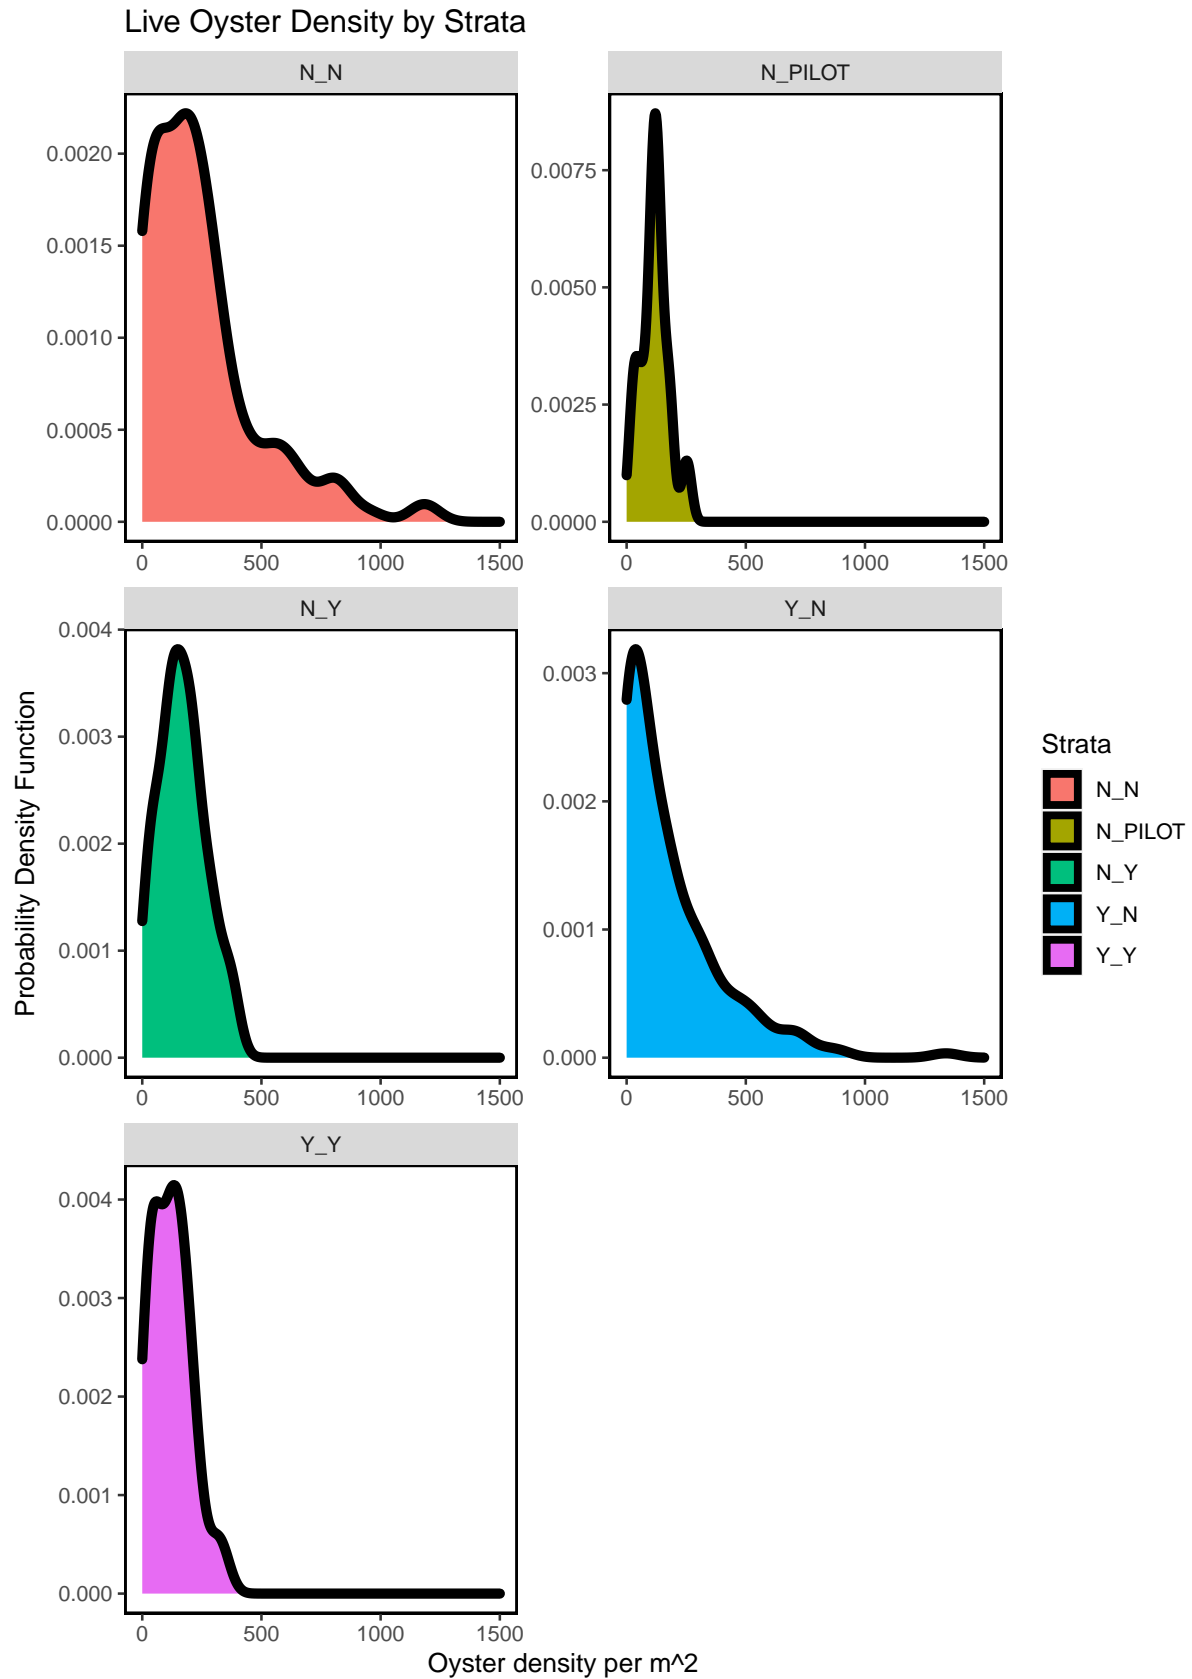 Live Oyster Density by Strata
N_N
N_PILOT
0.0020
0.0015
0.0010
0.0005
0.0000
0 500 1000 1500
0.0075
0.0050
0.0025
0.0000
0 500 1000 1500
N_Y
Y_N
0.004
0.003
0.002
0.001
0.000
0 500 1000 1500
0.003
0.002
0.001
0.000
0 500 1000 1500
Y_Y
0.004
0.003
0.002
0.001
0.000
0 500 1000 1500
Probability Density Function
Oyster density per m^2
Strata
N_N
N_PILOT
N_Y
Y_N
Y_Y